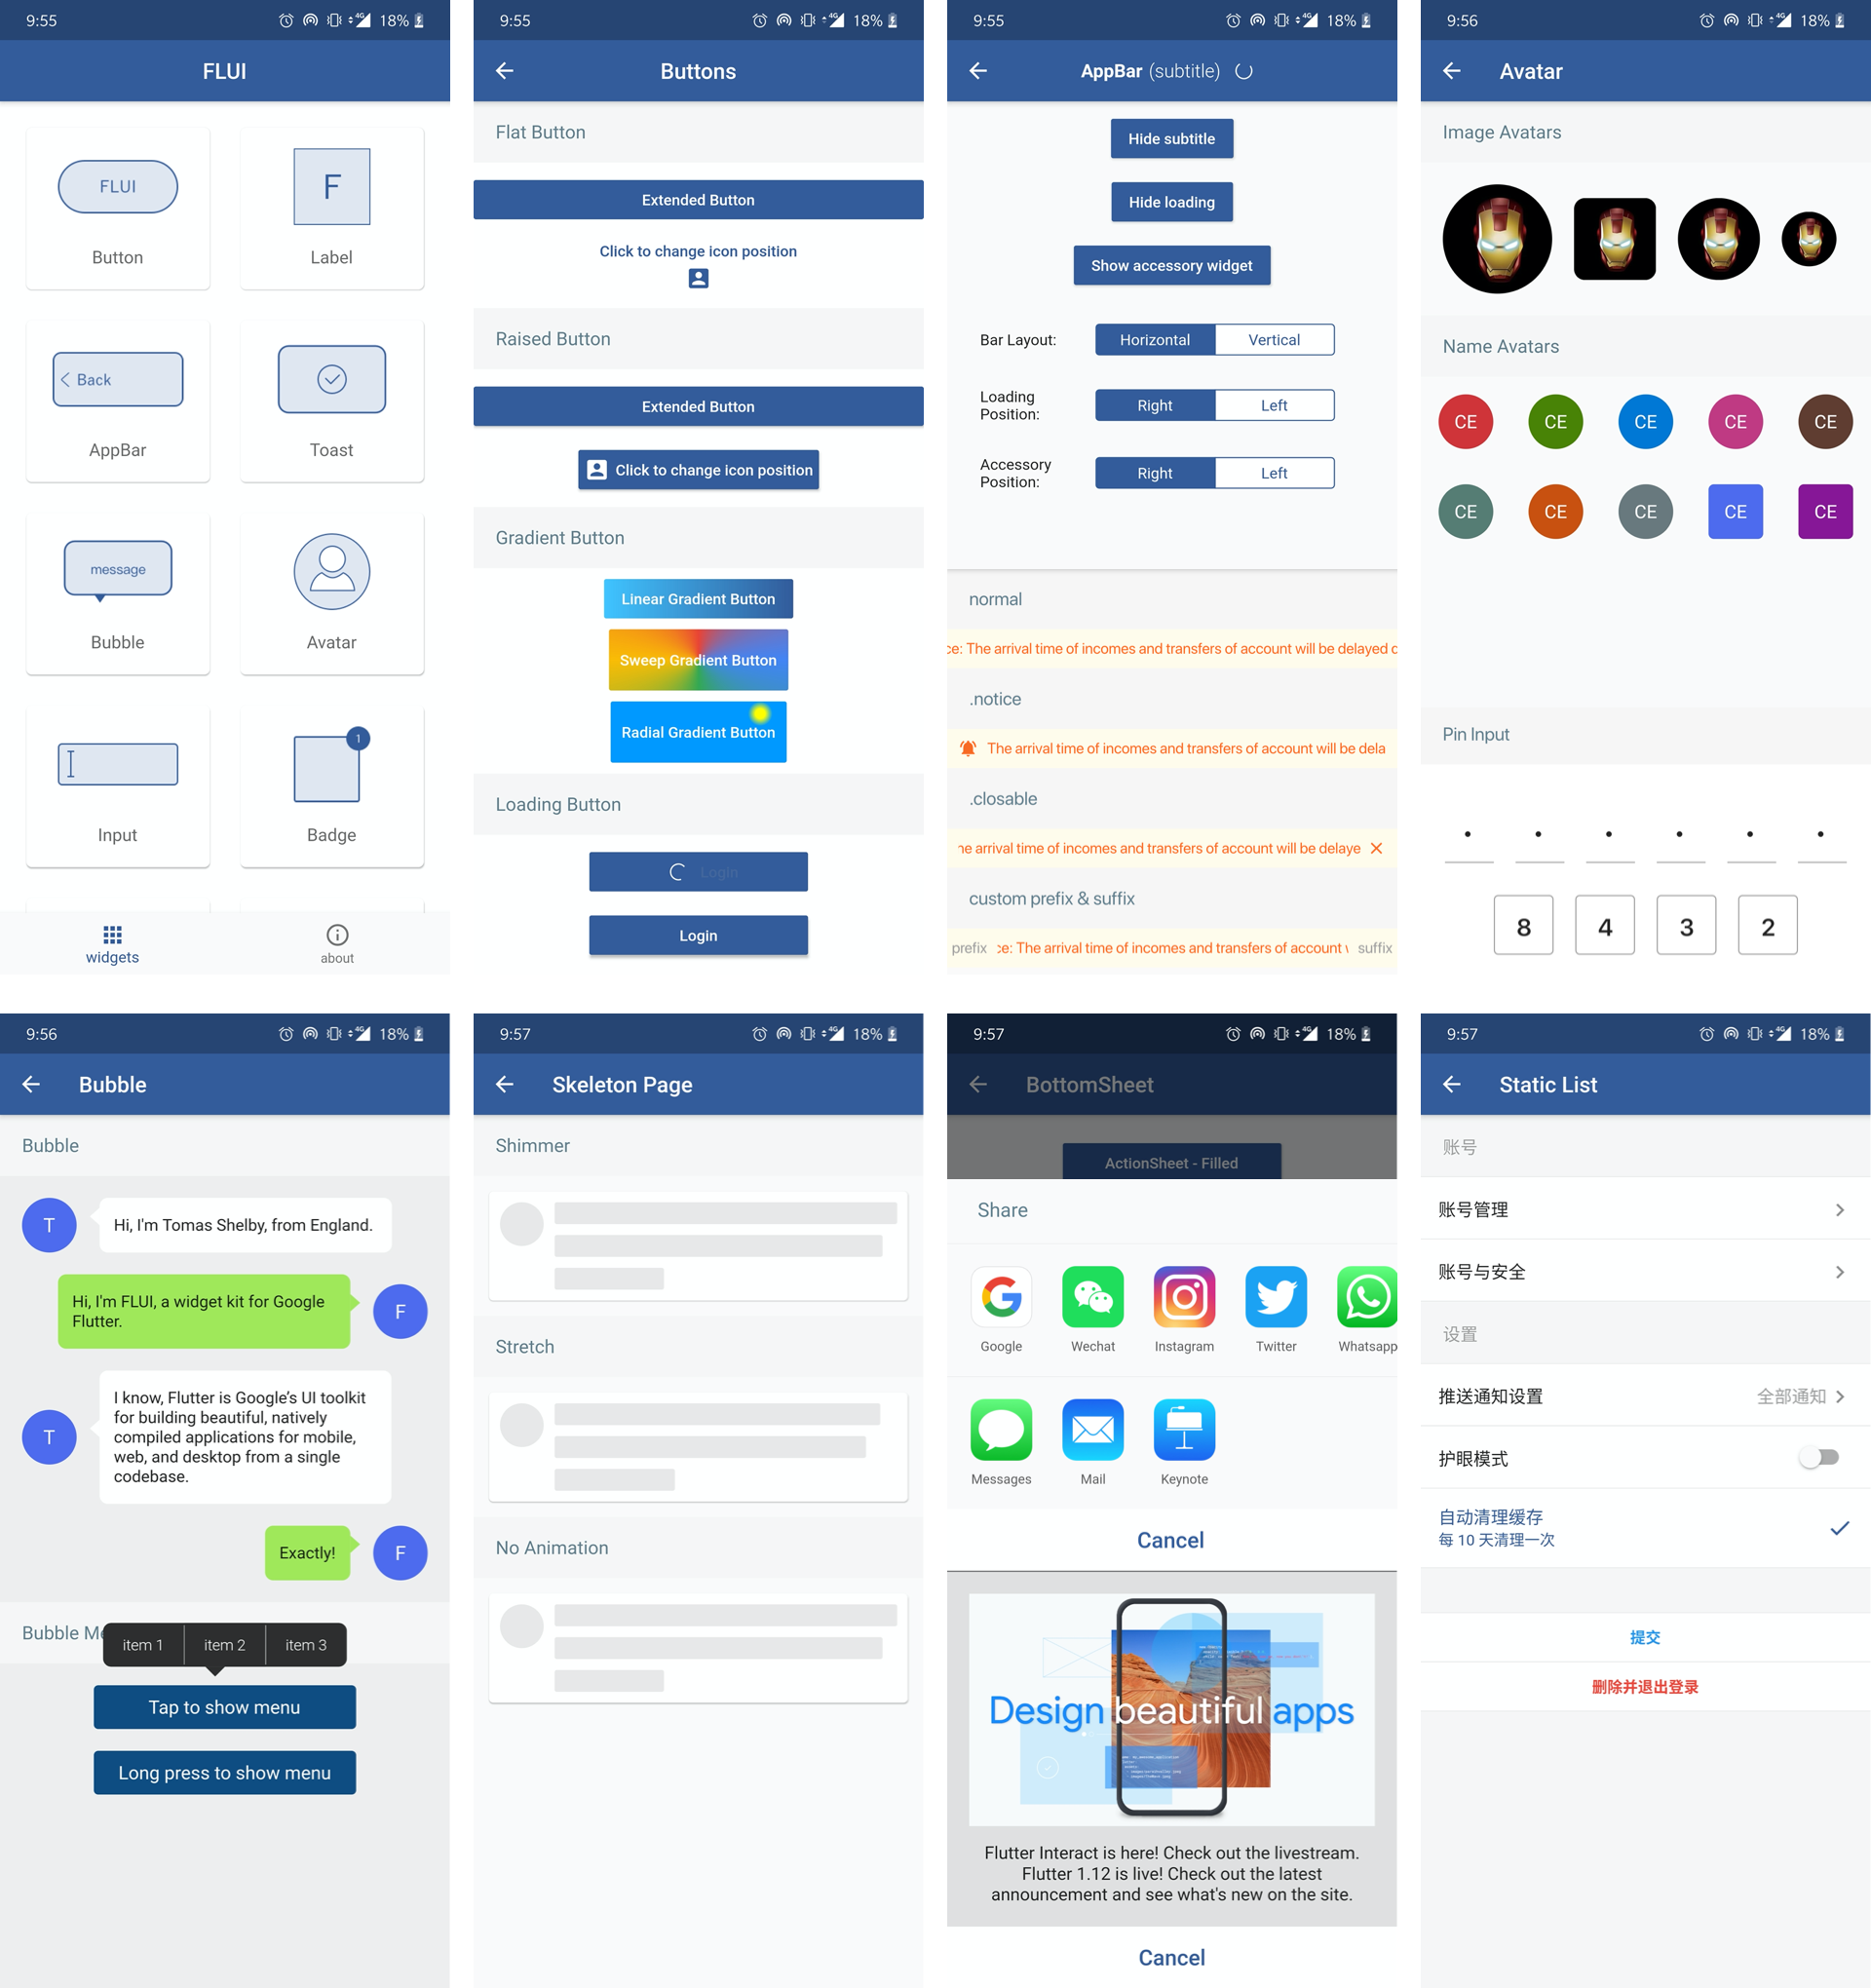 9:55
4G 18%
FLUI
FLUI
F
Button
Label
Back
AppBar
Toast
message
Bubble
Avatar
1
Input
Badge
widgets
about
9:55
4G 18%
Buttons
Flat Button
Extended Button
Click to change icon position
Raised Button
Extended Button
Click to change icon position
Gradient Button
Linear Gradient Button
Sweep Gradient Button
Radial Gradient Button
Loading Button
Login
Login
9:55
4G 18%
AppBar (subtitle)
Hide subtitle
Hide loading
Show accessory widget
Bar Layout:
Horizontal
Vertical
Loading
Position:
Right
Left
Accessory
Position:
Right
Left
normal
ce: The arrival time of incomes and transfers of account will be delayed
.notice
The arrival time of incomes and transfers of account will be dela
.closable
he arrival time of incomes and transfers of account will be delaye
custom prefix & suffix
prefix ce: The arrival time of incomes and transfers of account suffix
9:56
4G 18%
Avatar
Image Avatars
Name Avatars
CE CE CE CE CE
CE CE CE CE CE
Pin Input
8 4 3 2
9:56
4G 18%
Bubble
Bubble
T
Hi, I'm Tomas Shelby, from England.
Hi, I'm FLUI, a widget kit for Google
Flutter.
F
T
I know, Flutter is Google's UI toolkit
for building beautiful, natively
compiled applications for mobile,
web, and desktop from a single
codebase.
Exactly!
F
Bubble Me
item 1
item 2
item 3
Tap to show menu
Long press to show menu
9:57
4G 18%
Skeleton Page
Shimmer
Stretch
No Animation
9:57
4G 18%
BottomSheet
ActionSheet - Filled
Share
Google
Wechat
Instagram
Twitter
Whatsapp
Messages
Mail
Keynote
Cancel
Design beautiful apps
Flutter Interact is here! Check out the livestream.
Flutter 1.12 is live! Check out the latest
announcement and see what's new on the site.
Cancel
9:57
4G 18%
Static List
账号
账号管理
账号与安全
设置
推送通知设置
全部通知
护眼模式
自动清理缓存
每 10 天清理一次
提交
删除并退出登录